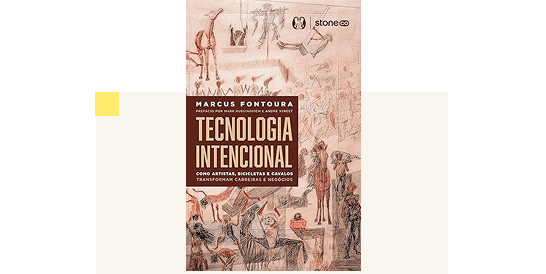 stone co
MARCUS FONTOURA
PREFÁCIO POR MARK RUSSINOVICH E ANDRE STREET
TECNOLOGIA
INTENCIONAL
COMO ARTISTAS, BICICLETAS E CAVALOS
TRANSFORMAM CARREIRAS E NEGÓCIOS